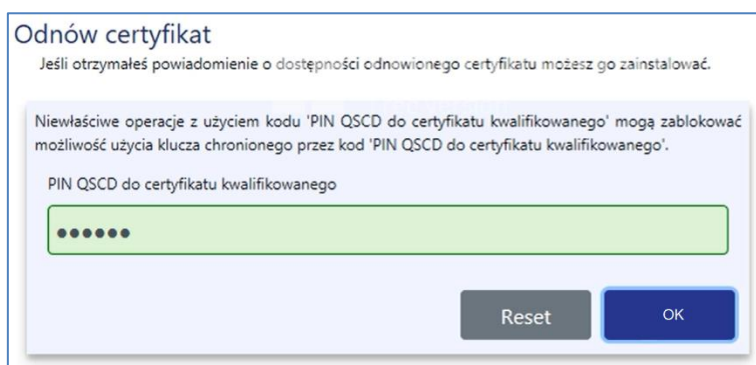 Odnów certyfikat
Jeśli otrzymałeś powiadomienie o dostępności odnowionego certyfikatu możesz go zainstalować.
Niewłaściwe operacje z użyciem kodu 'PIN QSCD do certyfikatu kwalifikowanego' mogą zablokować
możliwość użycia klucza chronionego przez kod 'PIN QSCD do certyfikatu kwalifikowanego'.
PIN QSCD do certyfikatu kwalifikowanego
••••••
Reset OK